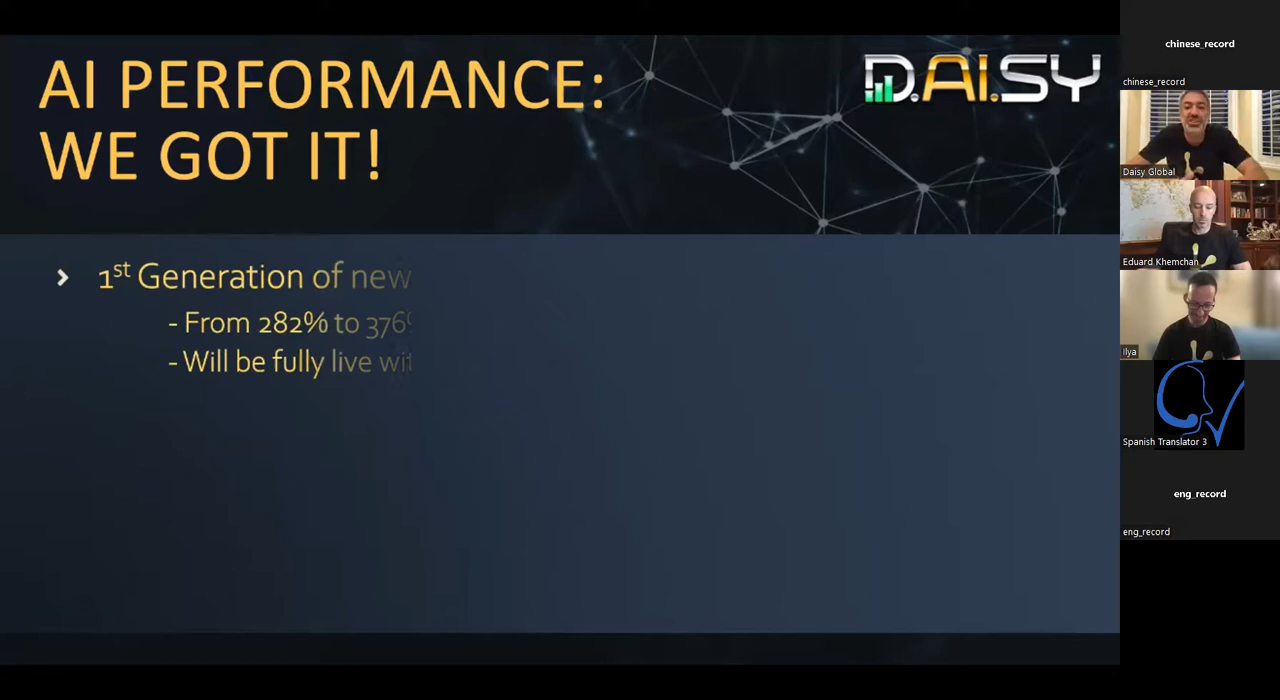 AI PERFORMANCE:
WE GOT IT!
D.AI.SY
1st Generation of new
- From 282% to 376
- Will be fully live
chinese_record
chinese_record
Daisy Global
Eduard Khemchan
Ilya
Spanish Translator 3
eng_record
eng_record